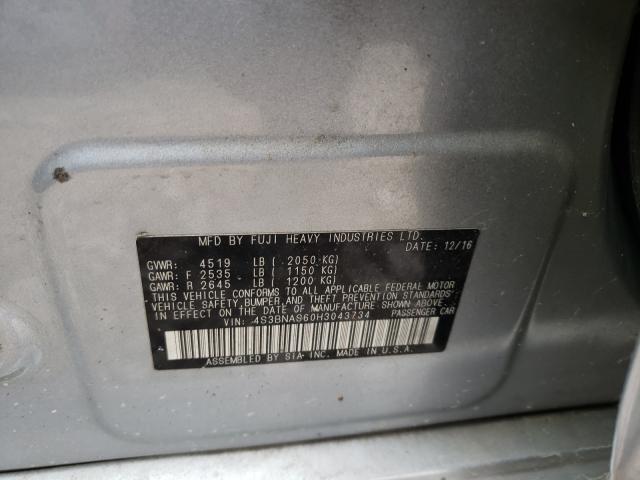 MFD BY FUJI HEAVY INDUSTRIES LTD.
DATE: 12/16
GVWR: 4519 LB ( 2050 KG)
GAWR: F 2535 LB ( 1150 KG)
GAWR: R 2645 LB ( 1200 KG)
THIS VEHICLE CONFORMS TO ALL APPLICABLE FEDERAL MOTOR
VEHICLE SAFETY, BUMPER, AND THEFT PREVENTION STANDARDS
IN EFFECT ON THE DATE OF MANUFACTURE SHOWN ABOVE.
VIN: 4S3BNAS60H3043734 PASSENGER CAR
ASSEMBLED BY SIA INC. MADE IN U.S.A.